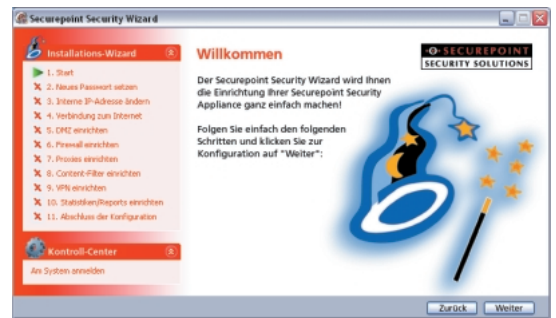 Securepoint Security Wizard
Installations-Wizard
1. Start
2. Neues Passwort setzen
3. Interne IP-Adresse ändern
4. Verbindung zum Internet
5. DMZ einrichten
6. Firewall einrichten
7. Proxies einrichten
8. Content-Filter einrichten
9. VPN einrichten
10. Statistiken/Reports einrichten
11. Abschluss der Konfiguration
Kontroll-Center
Am System anmelden
Willkommen
SECUREPOINT
SECURITY SOLUTIONS
Der Securepoint Security Wizard wird Ihnen
die Einrichtung Ihrer Securepoint Security
Appliance ganz einfach machen!
Folgen Sie einfach den folgenden
Schritten und klicken Sie zur
Konfiguration auf "Weiter":
Zurück
Weiter